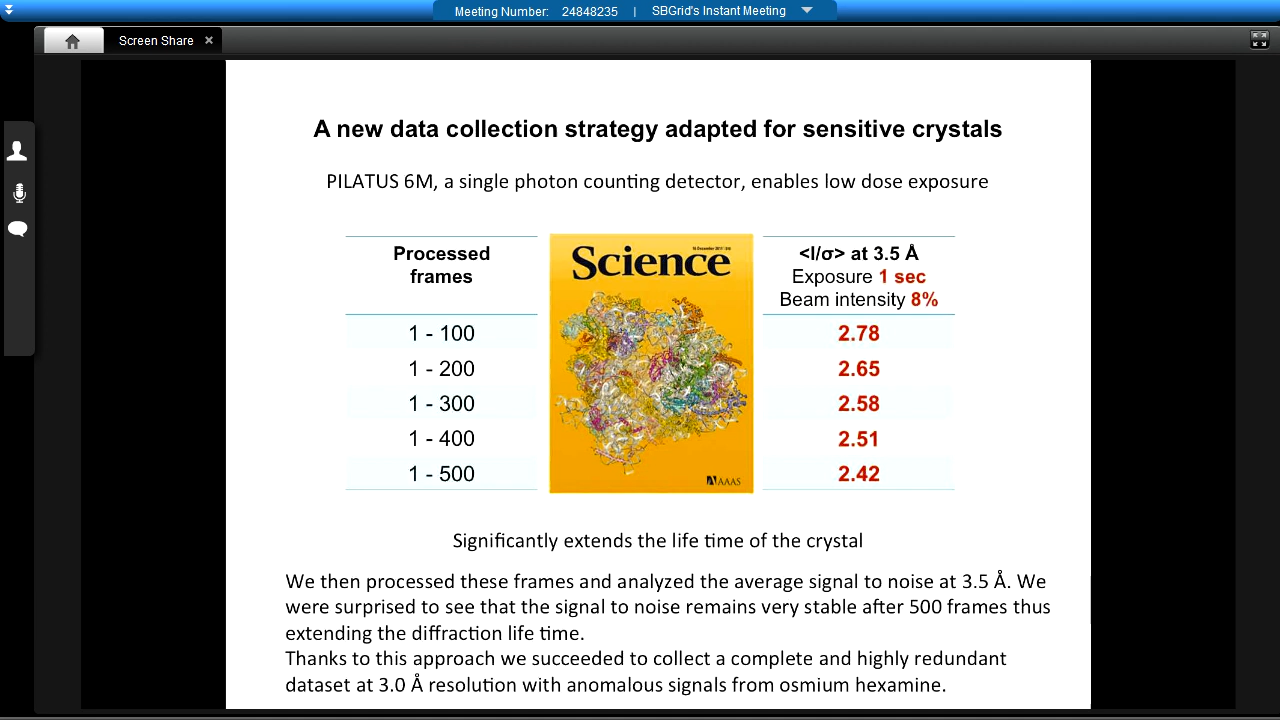 Meeting Number: 24848235 | SBGrid's Instant Meeting
Screen Share
A new data collection strategy adapted for sensitive crystals
PILATUS 6M, a single photon counting detector, enables low dose exposure
Processed
frames
1 - 100
1 - 200
1 - 300
1 - 400
1 - 500
Science
AAAS
<I/σ> at 3.5 Å
Exposure 1 sec
Beam intensity 8%
2.78
2.65
2.58
2.51
2.42
Significantly extends the life time of the crystal
We then processed these frames and analyzed the average signal to noise at 3.5 Å. We
were surprised to see that the signal to noise remains very stable after 500 frames thus
extending the diffraction life time.
Thanks to this approach we succeeded to collect a complete and highly redundant
dataset at 3.0 Å resolution with anomalous signals from osmium hexamine.